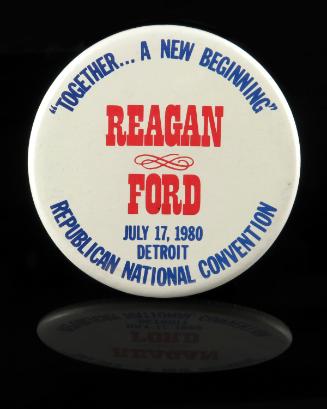 "TOGETHER... A NEW BEGINNING"
REAGAN
FORD
JULY 17, 1980
DETROIT
REPUBLICAN NATIONAL CONVENTION